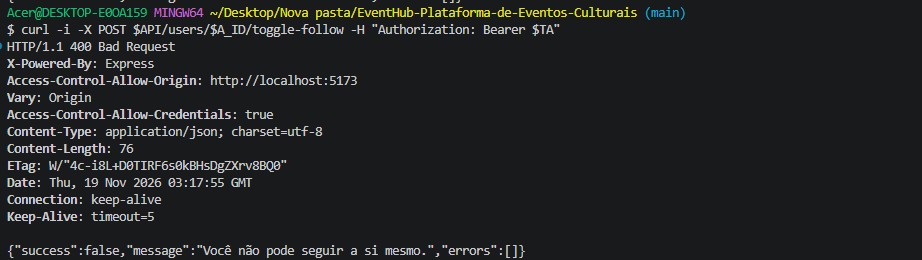 Acer@DESKTOP-E0OA159 MINGW64 ~/Desktop/Nova pasta/EventHub-Plataforma-de-Eventos-Culturais (main)
$ curl -i -X POST $API/users/$A_ID/toggle-follow -H "Authorization: Bearer $TA"
HTTP/1.1 400 Bad Request
X-Powered-By: Express
Access-Control-Allow-Origin: http://localhost:5173
Vary: Origin
Access-Control-Allow-Credentials: true
Content-Type: application/json; charset=utf-8
Content-Length: 76
ETag: W/"4c-i8L+D0TIRF6s0kBHsDgZXrv8BQ0"
Date: Thu, 19 Nov 2026 03:17:55 GMT
Connection: keep-alive
Keep-Alive: timeout=5
{"success":false,"message":"Você não pode seguir a si mesmo.","errors":[]}